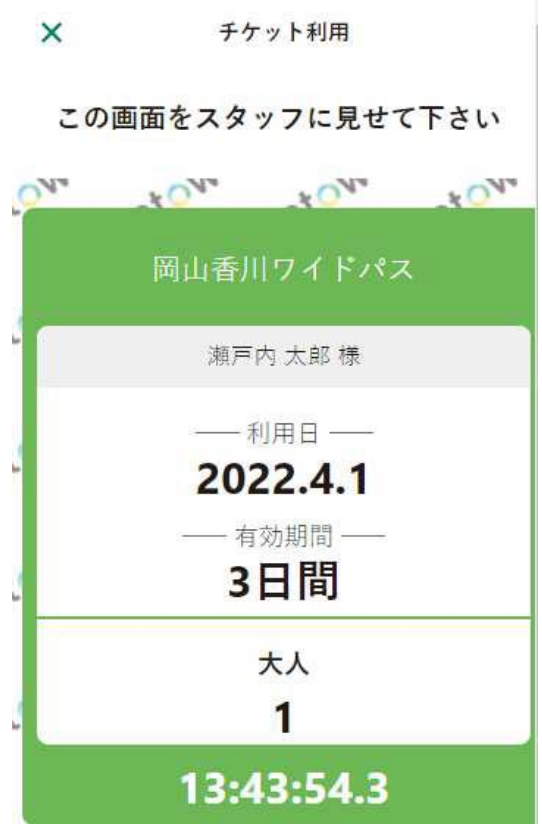 × チケット利用
この画面をスタッフに見せて下さい
岡山香川ワイドパス
瀬戸内 太郎 様
利用日
2022.4.1
有効期間
3日間
大人
1
13:43:54.3